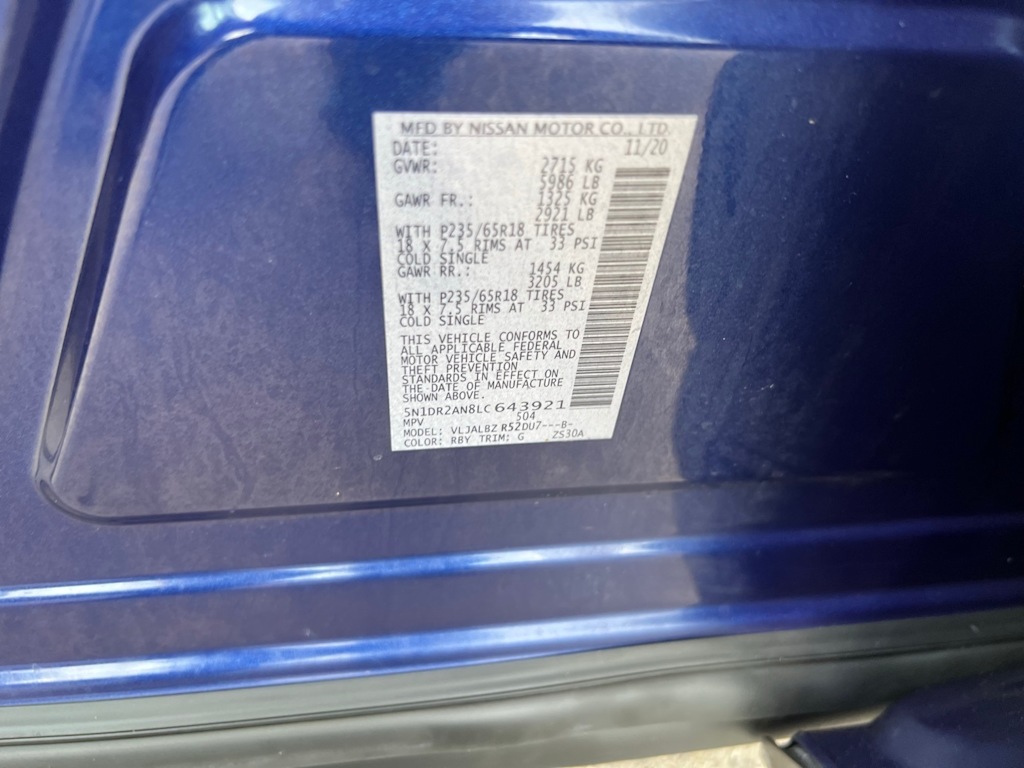 MFD BY NISSAN MOTOR CO., LTD.
DATE: 11/20
GVWR: 2715 KG
5986 LB
GAWR FR.: 1325 KG
2921 LB
WITH P235/65R18 TIRES
18 X 7.5 RIMS AT 33 PSI
COLD SINGLE
GAWR RR.: 1454 KG
3205 LB
WITH P235/65R18 TIRES
18 X 7.5 RIMS AT 33 PSI
COLD SINGLE
THIS VEHICLE CONFORMS TO
ALL APPLICABLE FEDERAL
MOTOR VEHICLE SAFETY AND
THEFT PREVENTION
STANDARDS IN EFFECT ON
THE DATE OF MANUFACTURE
SHOWN ABOVE.
5N1DR2AN8LC643921
MPV 504
MODEL: VLJALBZ R52DU7---B-
COLOR: RBY TRIM: G ZS30A